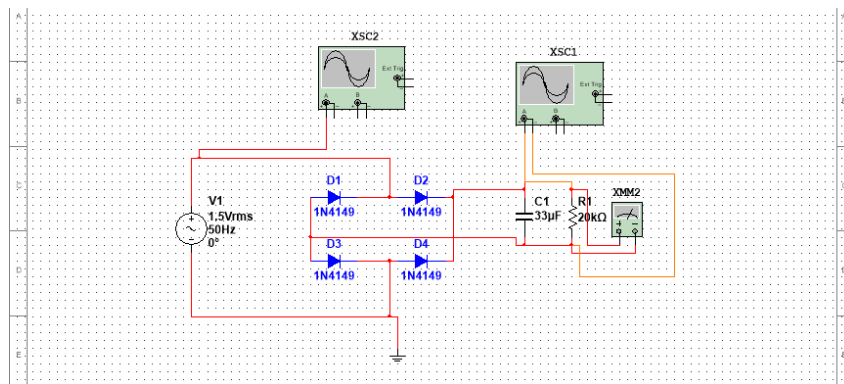 XSC2
XSC1
Ext Trig
A
B
Ext Trig
A
B
V1
1.5Vrms
50Hz
0°
D1
1N4149
D2
1N4149
D3
1N4149
D4
1N4149
C1
33µF
R1
20kΩ
XMM2
A
B
C
D
E